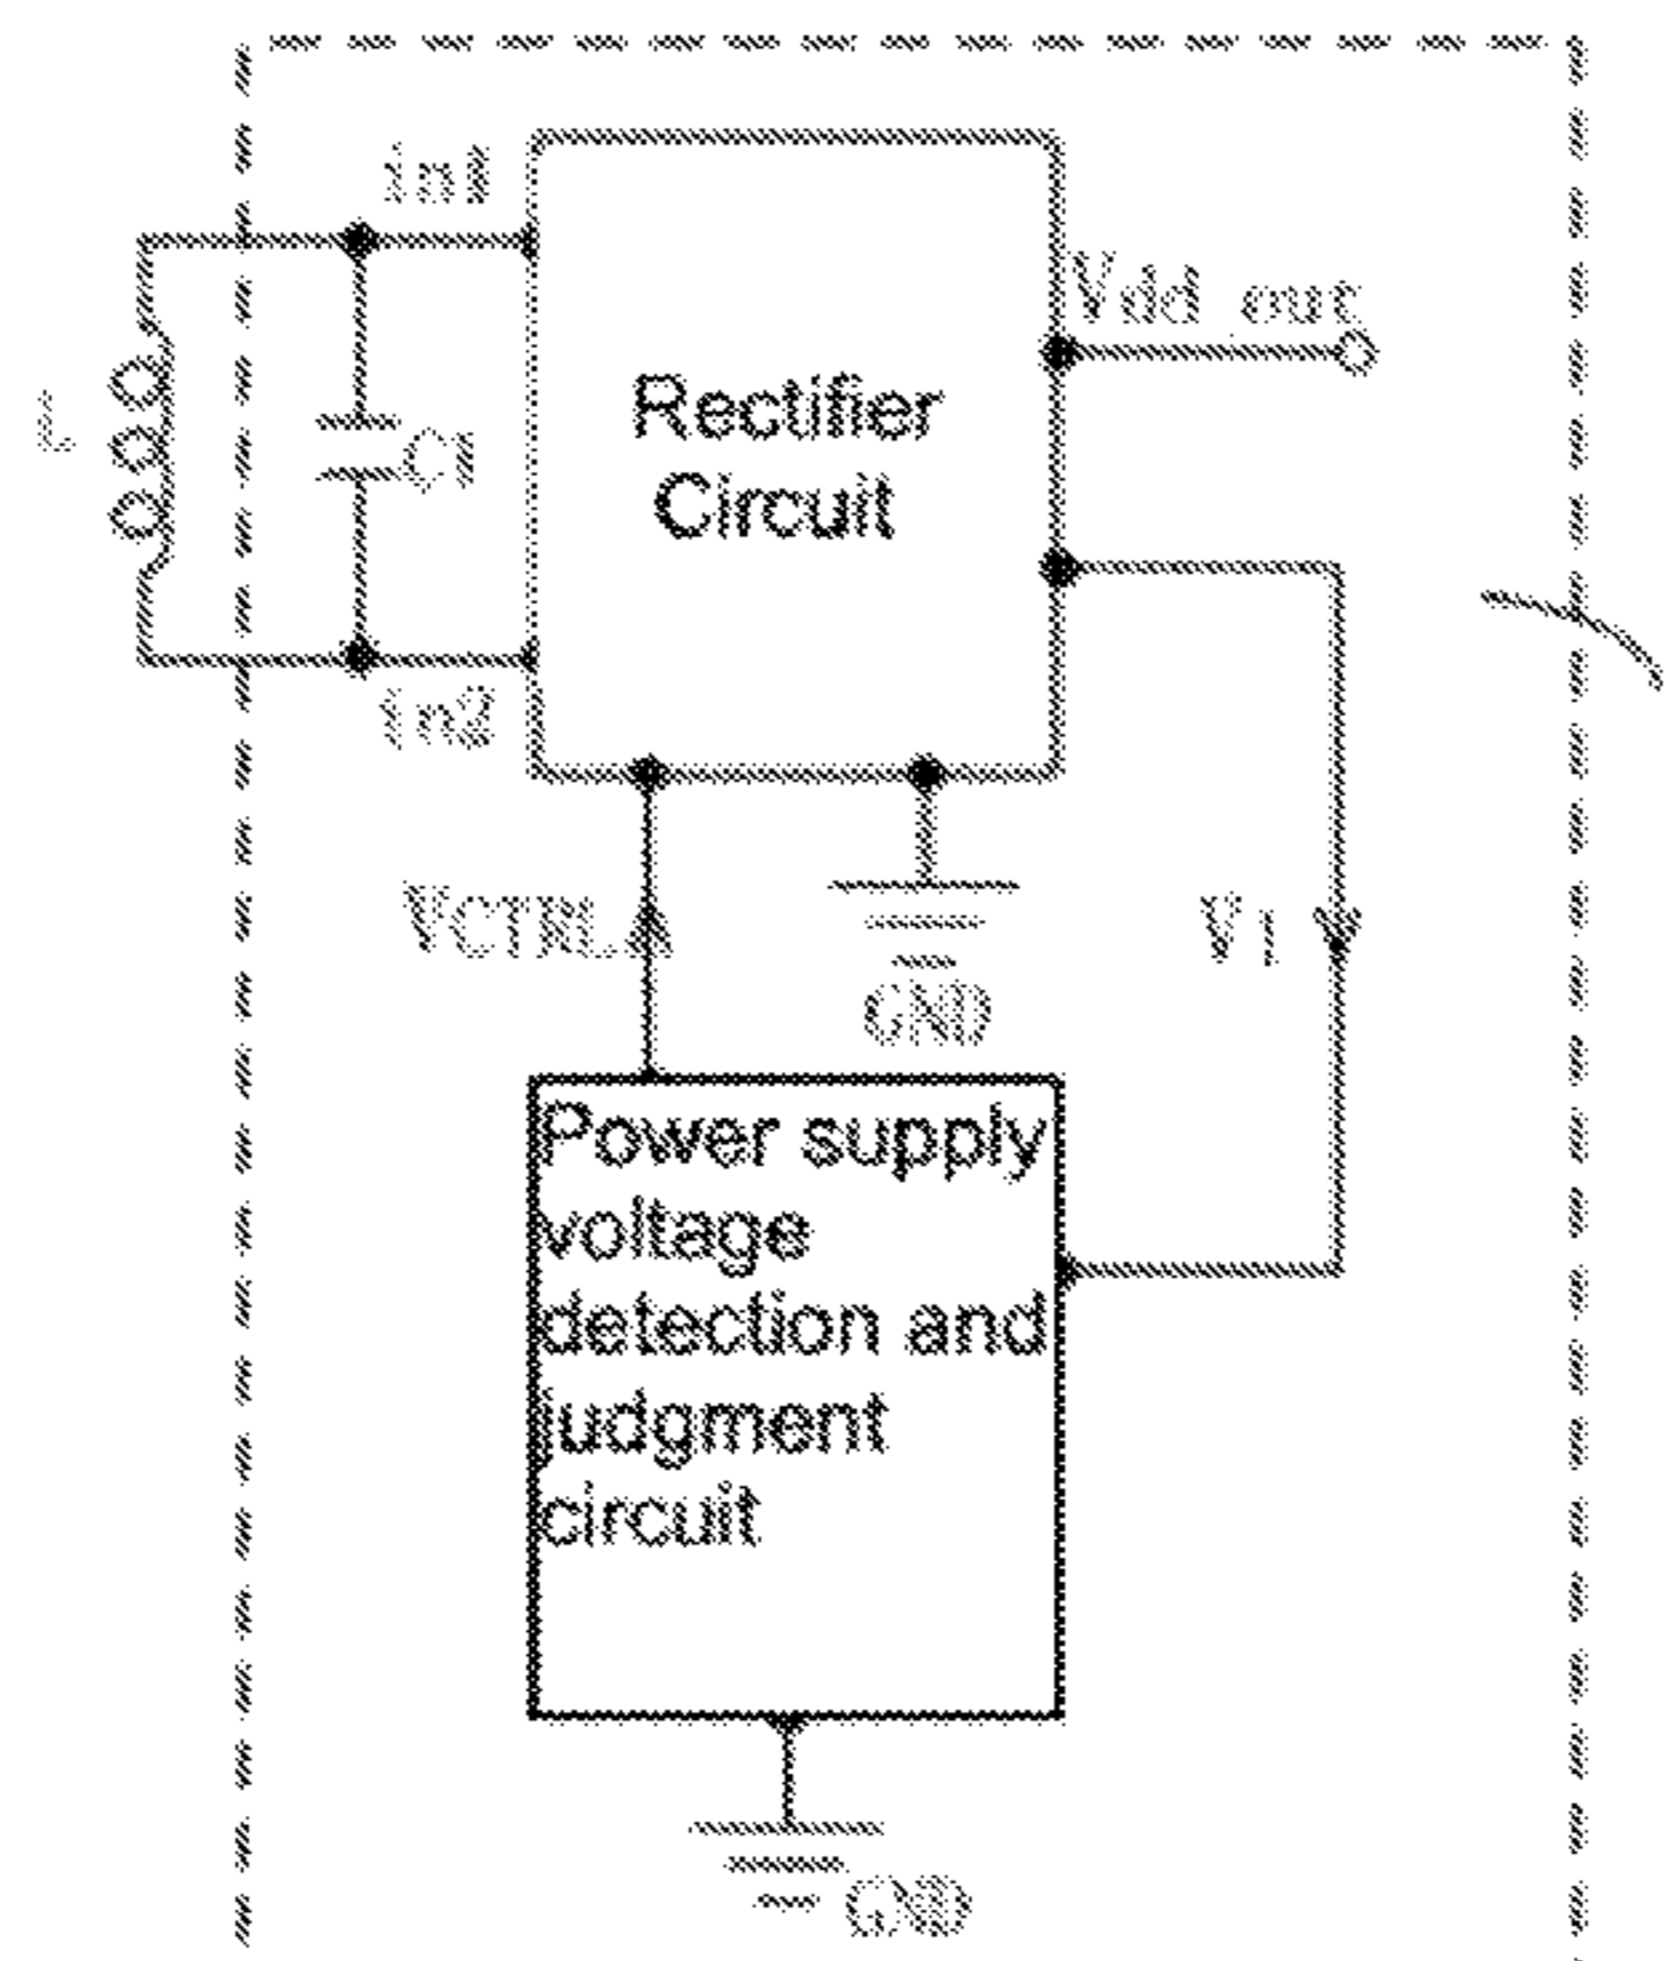 in1
Vdd_out
L
C1
Rectifier
Circuit
in2
VCTRL
V1
GND
Power supply
voltage
detection and
judgment
circuit
GND